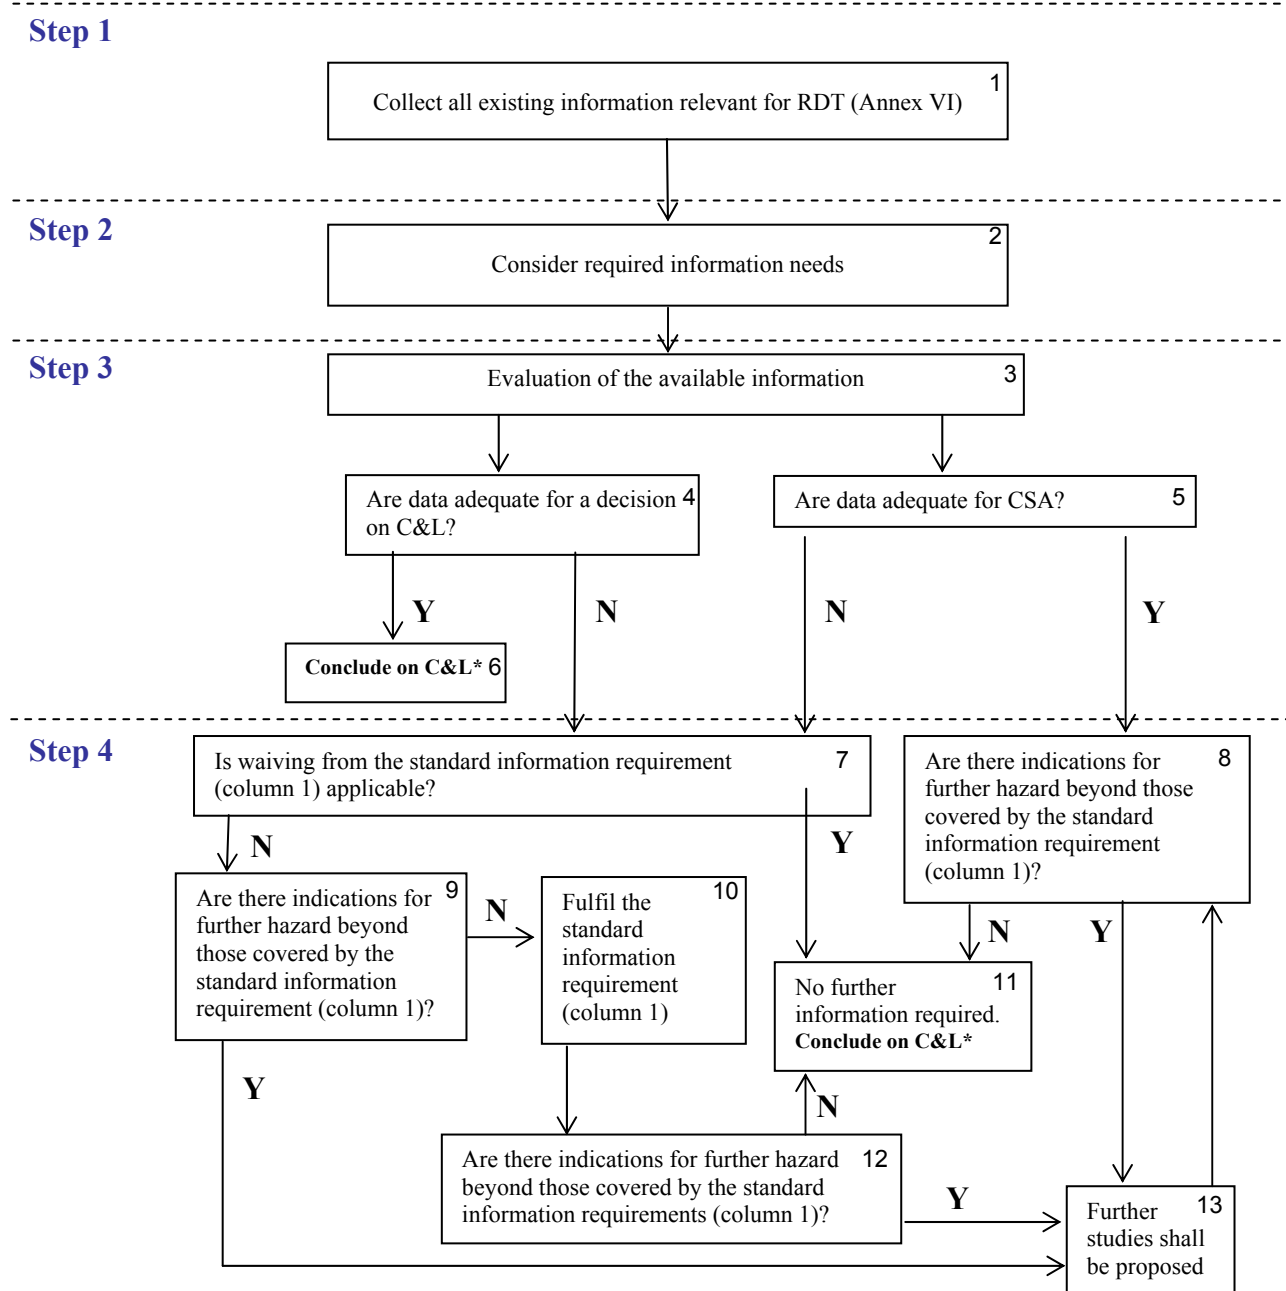 Step 1
1
Collect all existing information relevant for RDT (Annex VI)
Step 2
2
Consider required information needs
Step 3
Evaluation of the available information
3
Are data adequate for a decision
on C&L?
4
Are data adequate for CSA?
5
Y
N
N
Y
Conclude on C&L* 6
Step 4
Is waiving from the standard information requirement
(column 1) applicable?
7
Are there indications for
further hazard beyond those
covered by the standard
information requirement
(column 1)?
8
N
Y
Are there indications for
further hazard beyond
those covered by the
standard information
requirement (column 1)?
9
N
Fulfil the
standard
information
requirement
(column 1)
10
N
Y
No further
information required.
Conclude on C&L*
11
Y
N
Are there indications for further hazard
beyond those covered by the standard
information requirements (column 1)?
12
Y
Further
studies shall
be proposed
13